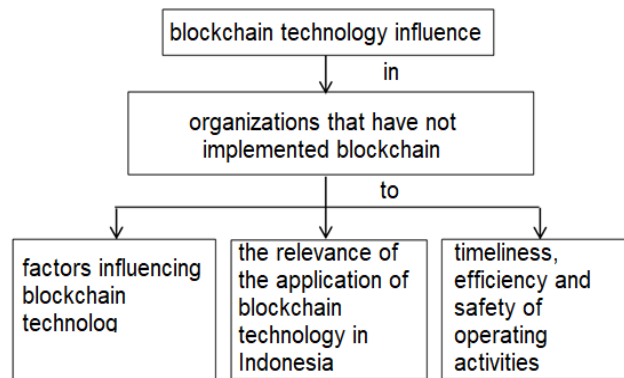 blockchain technology influence
in
organizations that have not
implemented blockchain
to
factors influencing
blockchain
technolog
the relevance of
the application of
blockchain
technology in
Indonesia
timeliness,
efficiency and
safety of
operating
activities